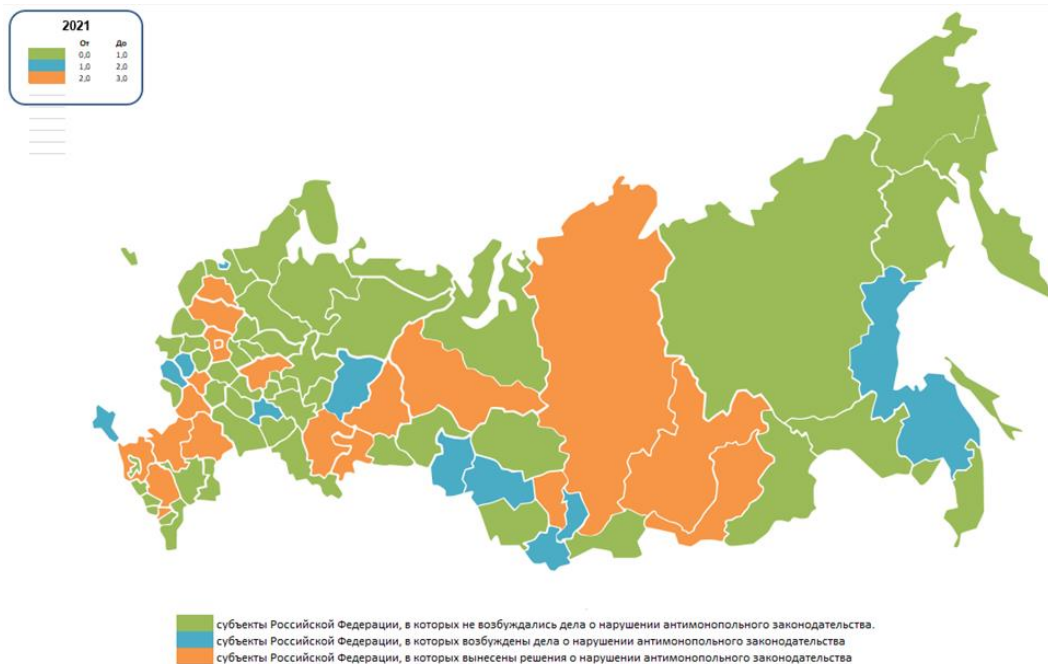 2021
От До
0,0 1,0
1,0 2,0
2,0 3,0
субъекты Российской Федерации, в которых не возбуждались дела о нарушении антимонопольного законодательства.
субъекты Российской Федерации, в которых возбуждены дела о нарушении антимонопольного законодательства
субъекты Российской Федерации, в которых вынесены решения о нарушении антимонопольного законодательства